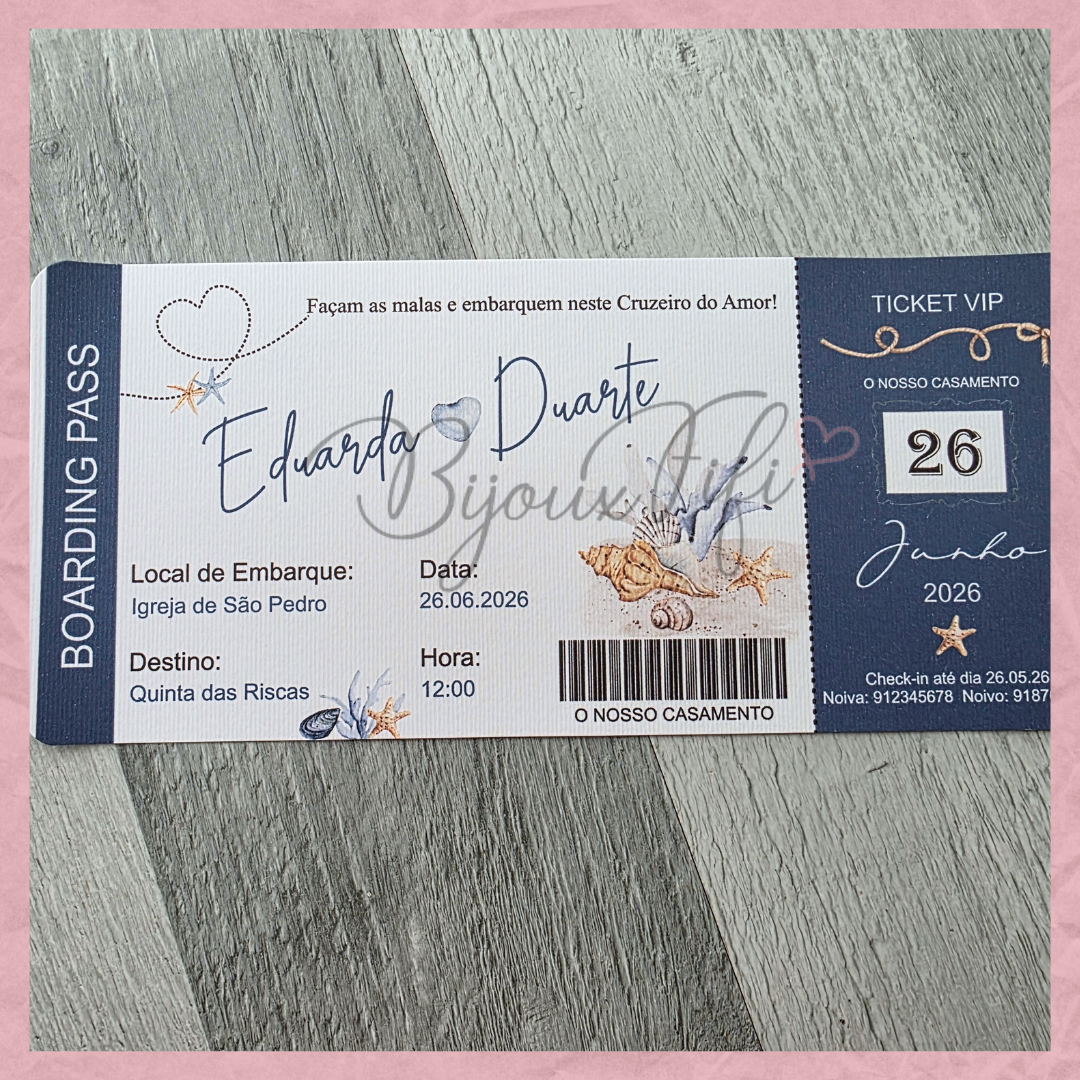 BOARDING PASS
Façam as malas e embarquem neste Cruzeiro do Amor!
Eduarda Duarte
Bijoux Fifi
Local de Embarque:
Igreja de São Pedro
Data:
26.06.2026
Destino:
Quinta das Riscas
Hora:
12:00
O NOSSO CASAMENTO
TICKET VIP
O NOSSO CASAMENTO
26
Junho
2026
Check-in até dia 26.05.26
Noiva: 912345678 Noivo: 9187